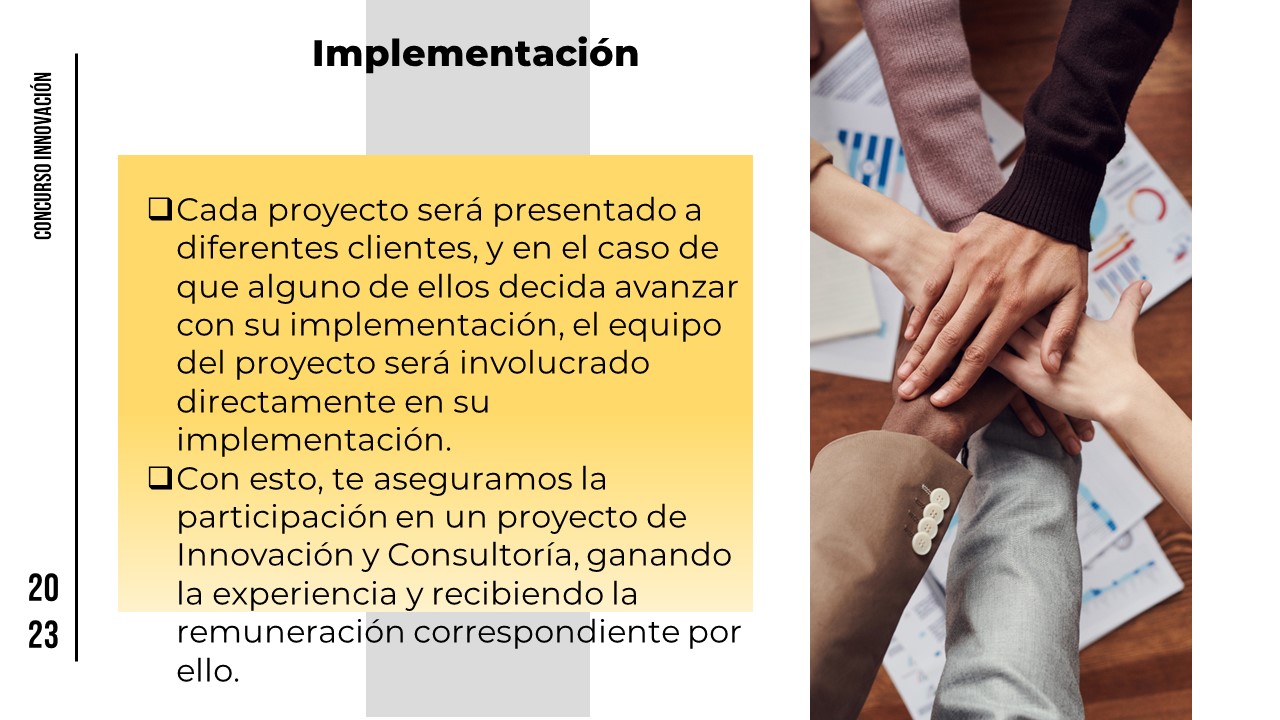 Implementación
CONCURSO INNOVACIÓN
❑Cada proyecto será presentado a
diferentes clientes, y en el caso de
que alguno de ellos decida avanzar
con su implementación, el equipo
del proyecto será involucrado
directamente en su
implementación.
❑Con esto, te aseguramos la
participación en un proyecto de
Innovación y Consultoría, ganando
la experiencia y recibiendo la
remuneración correspondiente por
ello.
20
23